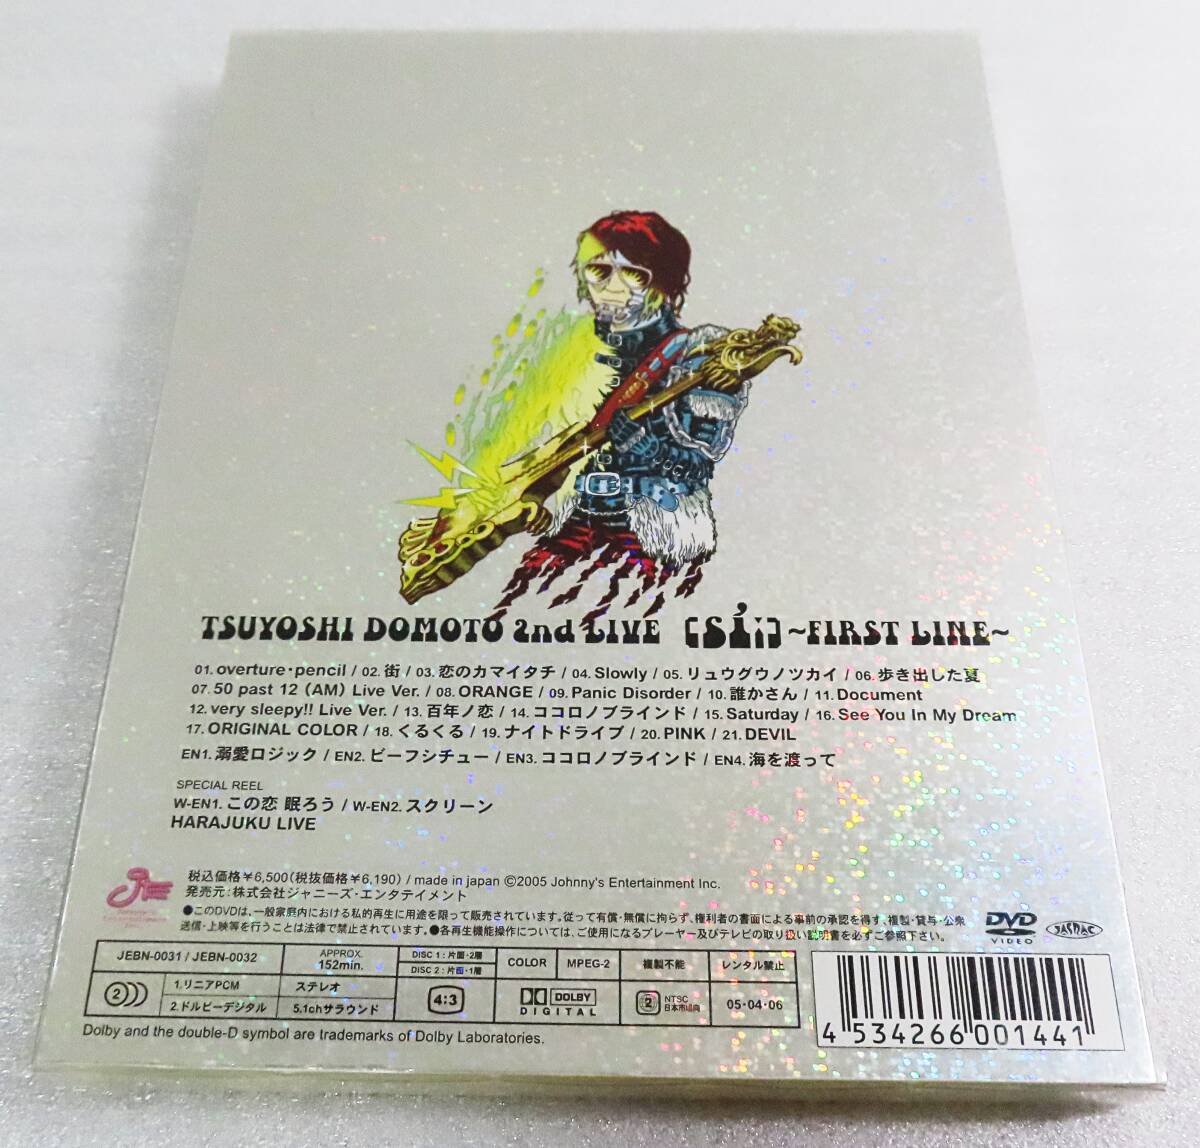 TSUYOSHI DOMOTO 2nd LIVE [síː] ~FIRST LINE~
01. overture・pencil / 02. 街 / 03. 恋のカマイタチ / 04. Slowly / 05. リュウグウノツカイ / 06. 歩き出した夏
07. 50 past 12 (AM) Live Ver. / 08. ORANGE / 09. Panic Disorder / 10. 誰かさん / 11. Document
12. very sleepy!! Live Ver. / 13. 百年ノ恋 / 14. ココロノブラインド / 15. Saturday / 16. See You In My Dream
17. ORIGINAL COLOR / 18. くるくる / 19. ナイトドライブ / 20. PINK / 21. DEVIL
EN1. 溺愛ロジック / EN2. ビーフシチュー / EN3. ココロノブラインド / EN4. 海を渡って
SPECIAL REEL
W-EN1. この恋 眠ろう / W-EN2. スクリーン
HARAJUKU LIVE
税込価格¥6,500(税抜価格¥6,190) / made in japan ©2005 Johnny's Entertainment Inc.
発売元:株式会社ジャニーズ・エンタテイメント
●このDVDは、一般家庭内における私的再生に用途を限って販売されています。従って有償・無償に拘らず、権利者の書面による事前の承認を得ず、複製・貸与・公衆
送信・上映等を行うことは法律で禁止されています。●各再生機能操作については、ご使用になるプレーヤー及びテレビの取り扱い説明書を必ずご参照下さい。
DVD
VIDEO
JASRAC
JEBN-0031 / JEBN-0032
APPROX.
152min.
DISC 1:片面・2層
DISC 2:片面・1層
COLOR
MPEG-2
複製不能
レンタル禁止
2
1.リニアPCM
ステレオ
2.ドルビーデジタル
5.1chサラウンド
4:3
DOLBY
DIGITAL
2
NTSC
日本市場向
05・04・06
4 534266 001441
Dolby and the double-D symbol are trademarks of Dolby Laboratories.